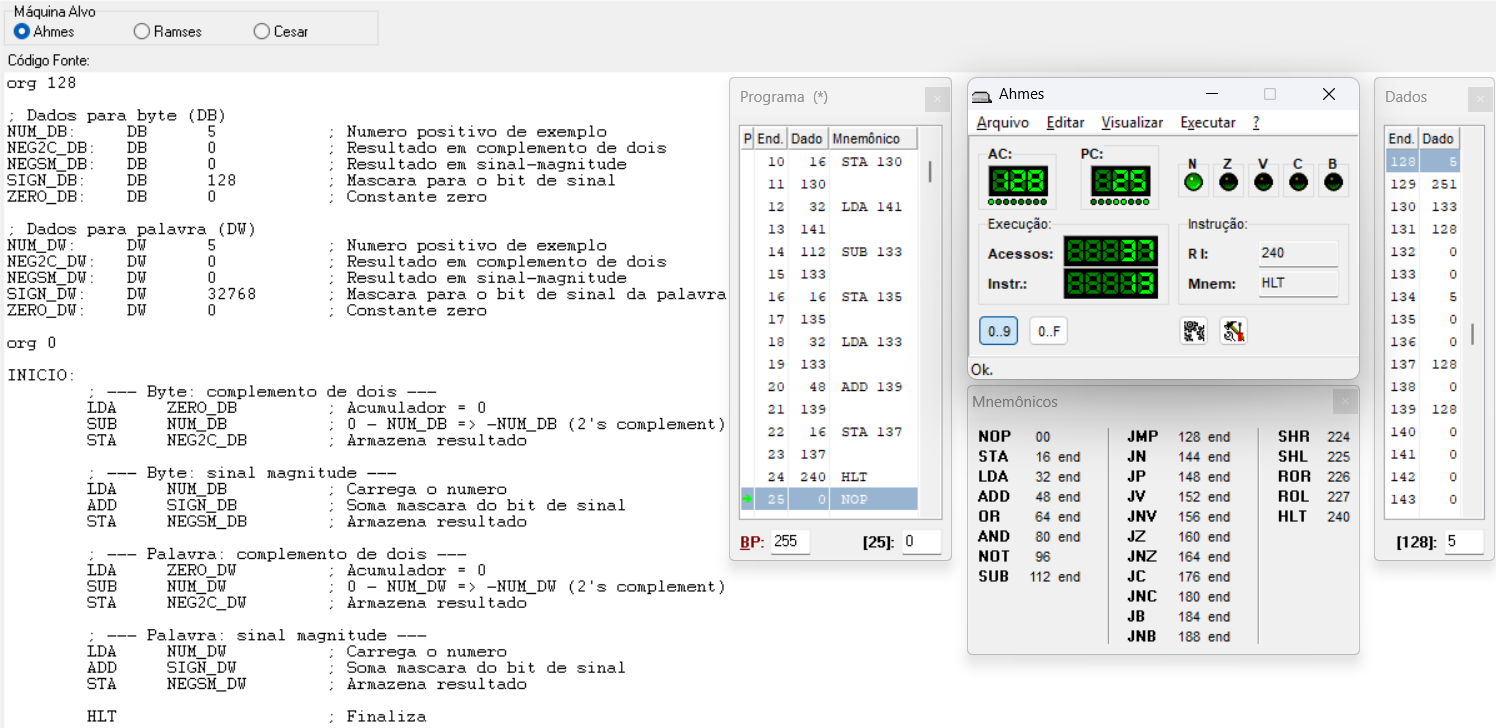 Máquina Alvo
Ahmes Ramses Cesar
Código Fonte:
org 128
; Dados para byte (DB)
NUM_DB: DB 5 ; Numero positivo de exemplo
NEG2C_DB: DB 0 ; Resultado em complemento de dois
NEGSM_DB: DB 0 ; Resultado em sinal-magnitude
SIGN_DB: DB 128 ; Mascara para o bit de sinal
ZERO_DB: DB 0 ; Constante zero
; Dados para palavra (DW)
NUM_DW: DW 5 ; Numero positivo de exemplo
NEG2C_DW: DW 0 ; Resultado em complemento de dois
NEGSM_DW: DW 0 ; Resultado em sinal-magnitude
SIGN_DW: DW 32768 ; Mascara para o bit de sinal da palavra
ZERO_DW: DW 0 ; Constante zero
org 0
INICIO:
; --- Byte: complemento de dois ---
LDA ZERO_DB ; Acumulador = 0
SUB NUM_DB ; 0 - NUM_DB => -NUM_DB (2's complement)
STA NEG2C_DB ; Armazena resultado
; --- Byte: sinal magnitude ---
LDA NUM_DB ; Carrega o numero
ADD SIGN_DB ; Soma mascara do bit de sinal
STA NEGSM_DB ; Armazena resultado
; --- Palavra: complemento de dois ---
LDA ZERO_DW ; Acumulador = 0
SUB NUM_DW ; 0 - NUM_DW => -NUM_DW (2's complement)
STA NEG2C_DW ; Armazena resultado
; --- Palavra: sinal magnitude ---
LDA NUM_DW ; Carrega o numero
ADD SIGN_DW ; Soma mascara do bit de sinal
STA NEGSM_DW ; Armazena resultado
HLT ; Finaliza
Programa (*)
P End. Dado Mnemônico
10 16 STA 130
11 130
12 32 LDA 141
13 141
14 112 SUB 133
15 133
16 16 STA 135
17 135
18 32 LDA 133
19 133
20 48 ADD 139
21 139
22 16 STA 137
23 137
24 240 HLT
25 0 NOP
BP: 255 [25]: 0
Ahmes
Arquivo Editar Visualizar Executar ?
AC: PC: N Z V C B
128 25
Execução: Instrução:
Acessos: 37 R I: 240
Instr.: 13 Mnem: HLT
0..9 0..F
Ok.
Mnemônicos
NOP 00 JMP 128 end SHR 224
STA 16 end JN 144 end SHL 225
LDA 32 end JP 148 end ROR 226
ADD 48 end JV 152 end ROL 227
OR 64 end JNV 156 end HLT 240
AND 80 end JZ 160 end
NOT 96 JNZ 164 end
SUB 112 end JC 176 end
JNC 180 end
JB 184 end
JNB 188 end
Dados
End. Dado
128 5
129 251
130 133
131 128
132 0
133 0
134 5
135 0
136 0
137 128
138 0
139 128
140 0
141 0
142 0
143 0
[128]: 5